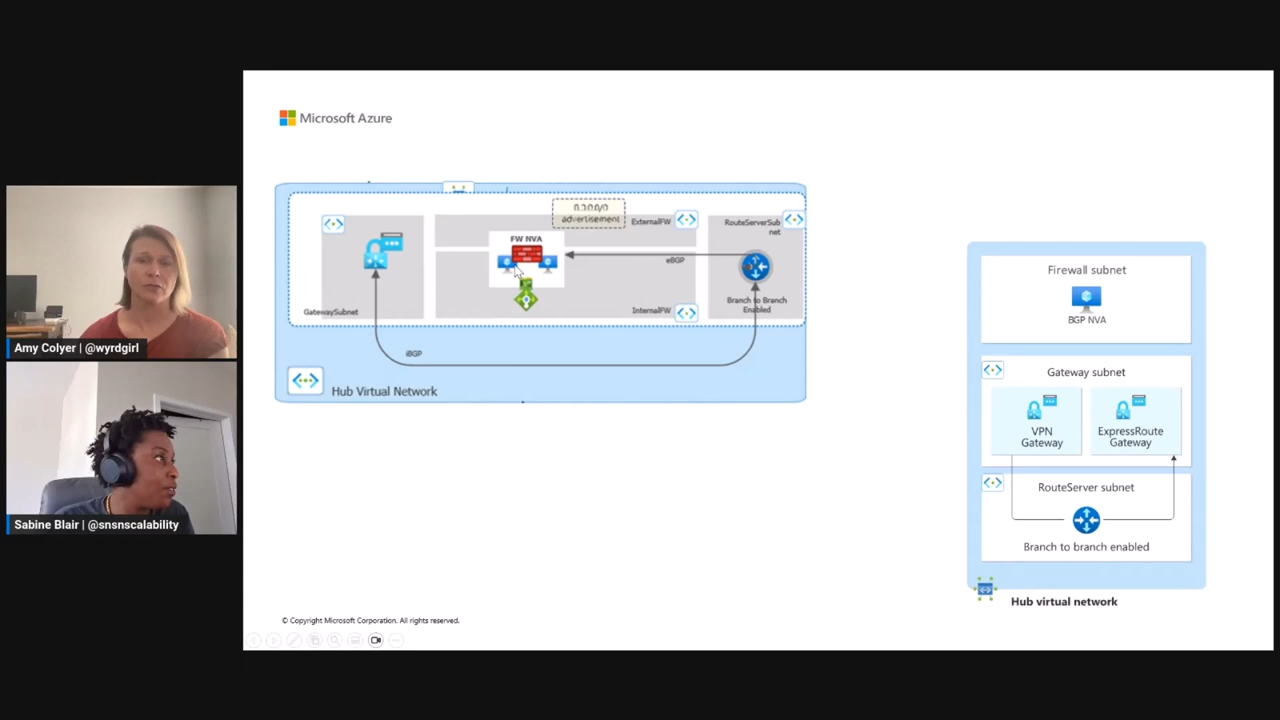 Microsoft Azure
0.0.0.0/0
advertisement
ExternalFW
RouteServerSub
net
FW NVA
eBGP
Branch to Branch
Enabled
InternalFW
GatewaySubnet
iBGP
Hub Virtual Network
Firewall subnet
BGP NVA
Gateway subnet
VPN
Gateway
ExpressRoute
Gateway
RouteServer subnet
Branch to branch enabled
Hub virtual network
Amy Colyer | @wyrdgirl
Sabine Blair | @snsnscalability
© Copyright Microsoft Corporation. All rights reserved.